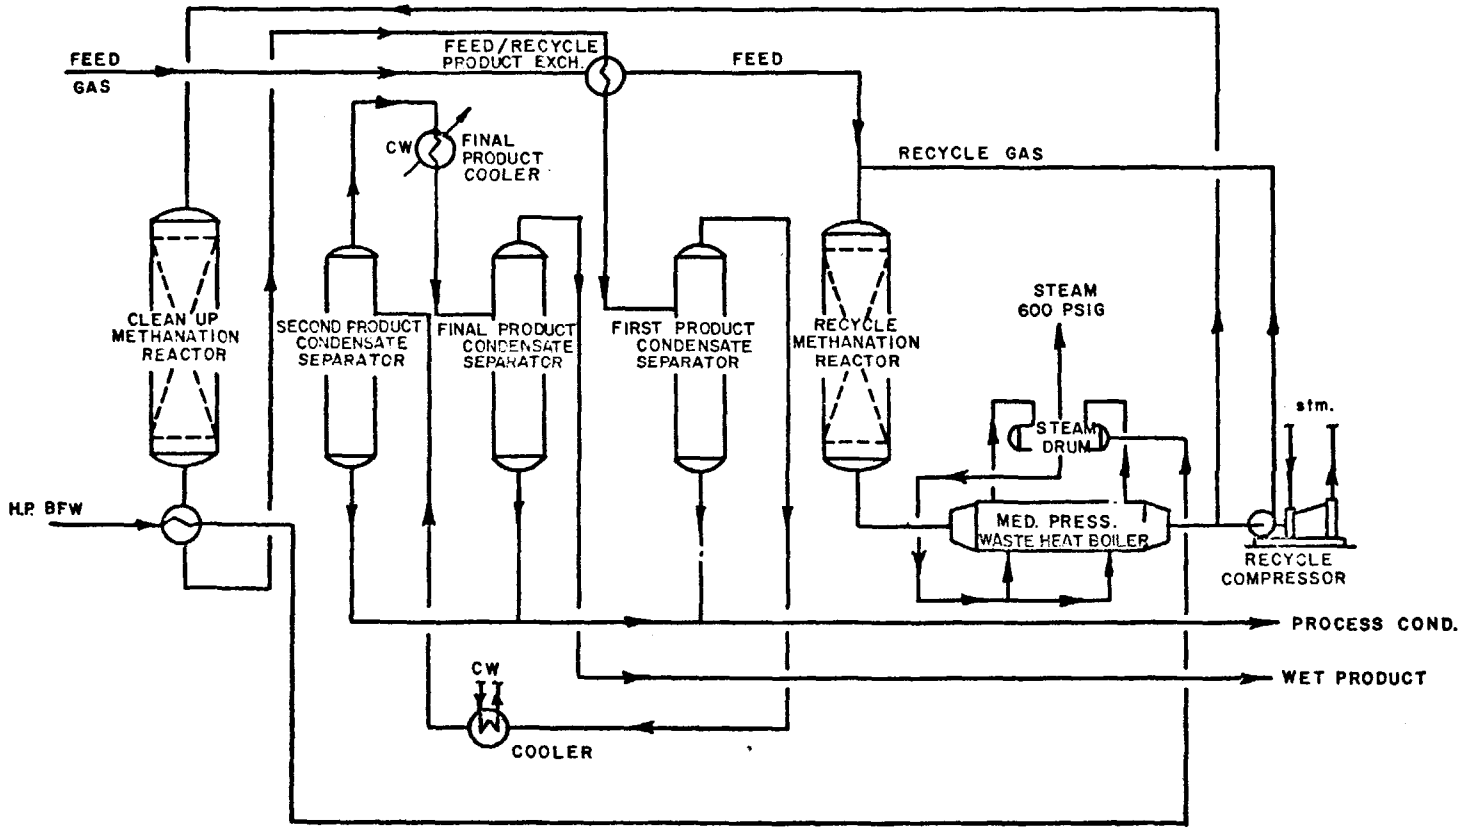 FEED
GAS
FEED/RECYCLE
PRODUCT EXCH.
FEED
CW
FINAL
PRODUCT
COOLER
RECYCLE GAS
CLEAN UP
METHANATION
REACTOR
SECOND PRODUCT
CONDENSATE
SEPARATOR
FINAL PRODUCT
CONDENSATE
SEPARATOR
FIRST PRODUCT
CONDENSATE
SEPARATOR
RECYCLE
METHANATION
REACTOR
STEAM
600 PSIG
stm.
STEAM
DRUM
H.P. BFW
MED. PRESS.
WASTE HEAT BOILER
RECYCLE
COMPRESSOR
PROCESS COND.
CW
WET PRODUCT
COOLER